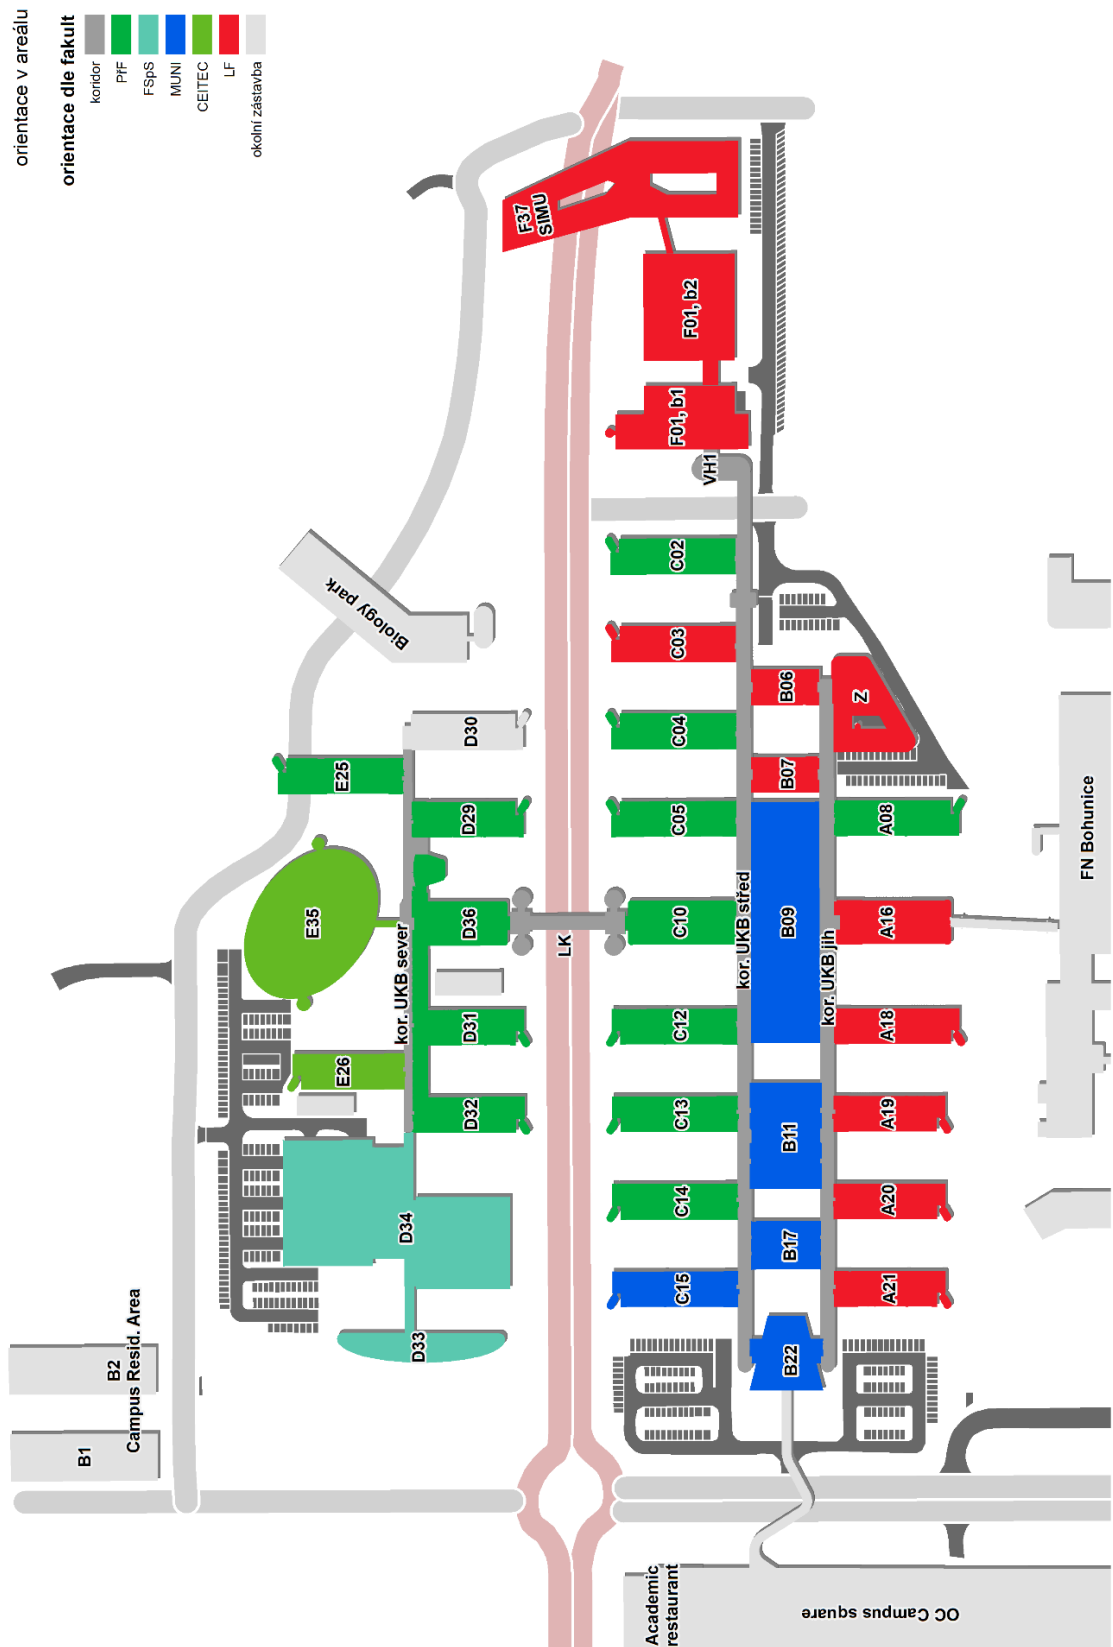 orientace v areálu
orientace dle fakult
koridor
PřF
FSpS
MUNI
CEITEC
LF
okolní zástavba
F37
SIMU
F01, b2
F01, b1
VH1
Biology park
C02
C03
C04
C05
C10
C12
C13
C14
C15
D30
D29
D36
D31
D32
D34
D33
E25
E35
E26
kor. UKB sever
LK
kor. UKB střed
kor. UKB jih
B06
B07
B09
B11
B17
B22
Z
A08
A16
A18
A19
A20
A21
FN Bohunice
B2
B1
Campus Resid. Area
Academic
restaurant
OC Campus square